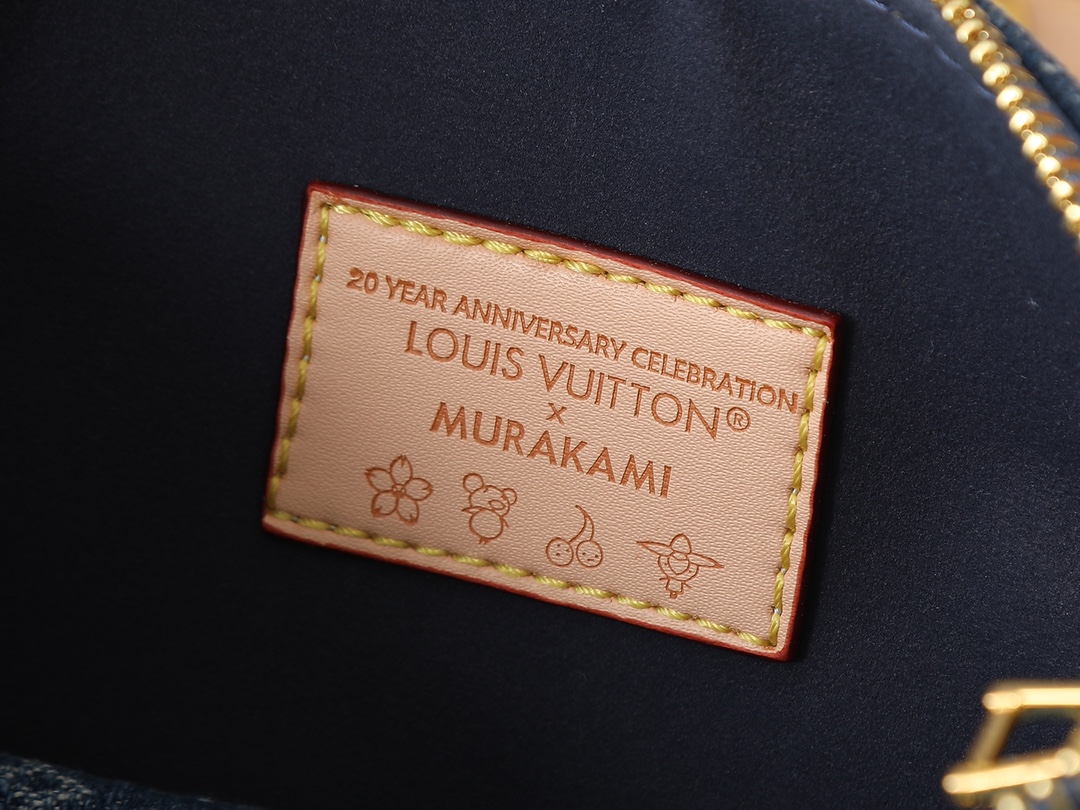 20 YEAR ANNIVERSARY CELEBRATION
LOUIS VUITTON®
×
MURAKAMI